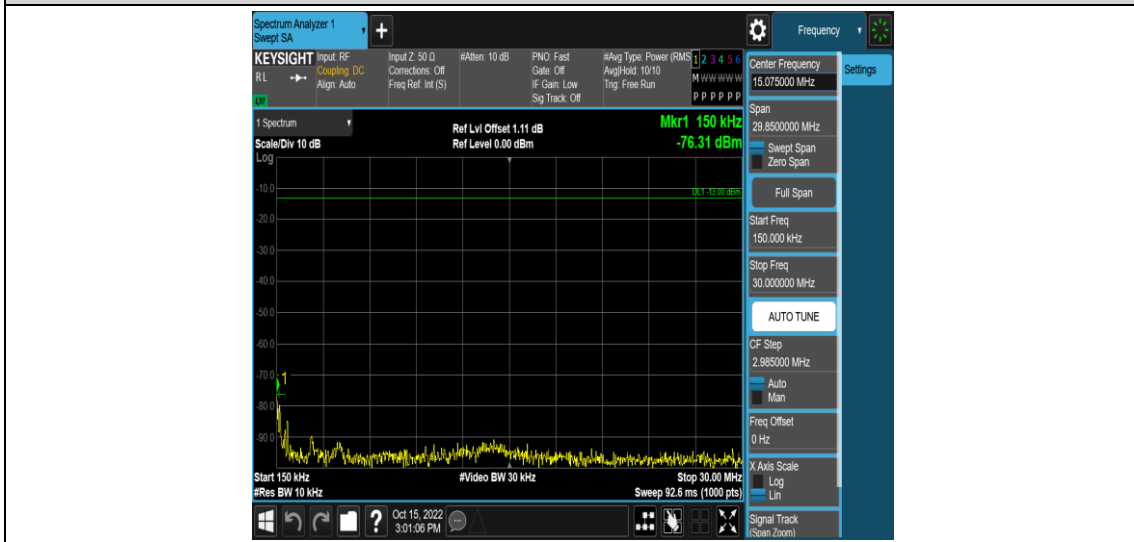 Spectrum Analyzer 1
Swept SA
+
Frequency
KEYSIGHT
RL
LXI
Input: RF
Coupling: DC
Align: Auto
Input Z: 50 Ω
Corrections: Off
Freq Ref: Int (S)
#Atten: 10 dB
PNO: Fast
Gate: Off
IF Gain: Low
Sig Track: Off
#Avg Type: Power (RMS
Avg|Hold: 10/10
Trig: Free Run
1 2 3 4 5 6
M W W W W W
P P P P P P
1 Spectrum
Scale/Div 10 dB
Ref Lvl Offset 1.11 dB
Ref Level 0.00 dBm
Mkr1 150 kHz
-76.31 dBm
Log
-10.0
DL1 -13.00 dBm
-20.0
-30.0
-40.0
-50.0
-60.0
-70.0
1
-80.0
-90.0
Start 150 kHz
#Video BW 30 kHz
Stop 30.00 MHz
#Res BW 10 kHz
Sweep 92.6 ms (1000 pts)
?
Oct 15, 2022
3:01:06 PM
Center Frequency
15.075000 MHz
Settings
Span
29.8500000 MHz
Swept Span
Zero Span
Full Span
Start Freq
150.000 kHz
Stop Freq
30.000000 MHz
AUTO TUNE
CF Step
2.985000 MHz
Auto
Man
Freq Offset
0 Hz
X Axis Scale
Log
Lin
Signal Track
(Span Zoom)